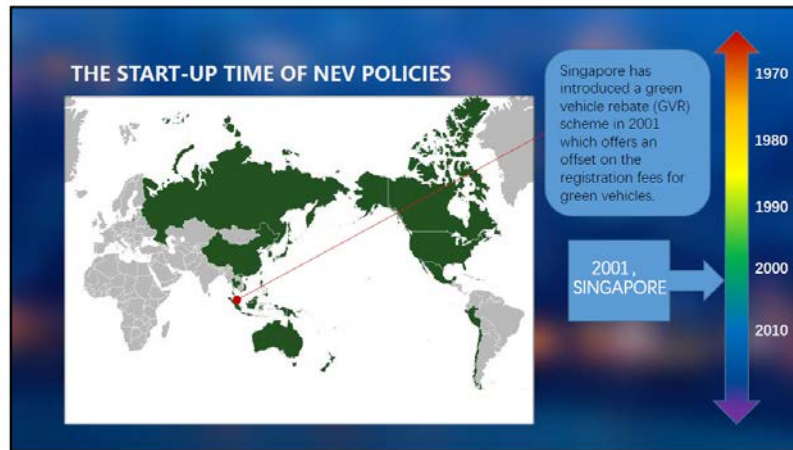 THE START-UP TIME OF NEV POLICIES
Singapore has
introduced a green
vehicle rebate (GVR)
scheme in 2001
which offers an
offset on the
registration fees for
green vehicles.
2001,
SINGAPORE
1970
1980
1990
2000
2010